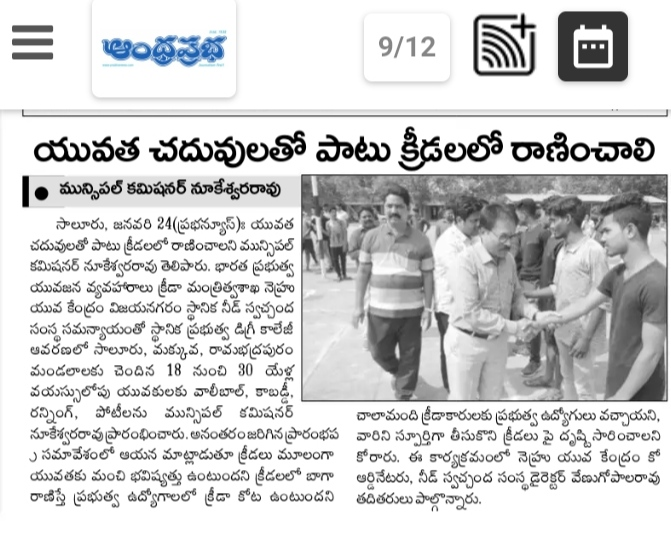 ఆంధ్రప్రభ
9/12
యువత చదువులతో పాటు క్రీడలలో రాణించాలి
● మున్సిపల్ కమిషనర్ నూకేశ్వరరావు
సాలూరు, జనవరి 24(ప్రభన్యూస్): యువత
చదువులతో పాటు క్రీడలలో రాణించాలని మున్సిపల్
కమిషనర్ నూకేశ్వరరావు తెలిపారు. భారత ప్రభుత్వ
యువజన వ్యవహారాలు క్రీడా మంత్రిత్వశాఖ నెహ్రు
యువ కేంద్రం విజయనగరం స్థానిక నీడ్ స్వచ్చంద
సంస్థ సమన్వయంతో స్థానిక ప్రభుత్వ డిగ్రీ కాలేజీ
ఆవరణలో సాలూరు, మక్కువ, రామభద్రపురం
మండలాలకు చెందిన 18 నుంచి 30 యేళ్ల
వయస్సులోపు యువకులకు వాలీబాల్, కాబడ్డీ,
రన్నింగ్, పోటీలను మున్సిపల్ కమిషనర్
నూకేశ్వరరావుప్రారంభించారు. అనంతరంజరిగినప్రారంభప
ు సమావేశంలో ఆయన మాట్లాడుతూ క్రీడలు మూలంగా
యువతకు మంచి భవిష్యత్తు ఉంటుందని క్రీడలలో బాగా
రాణిస్తే ప్రభుత్వ ఉద్యోగాలలో క్రీడా కోట ఉంటుందని
చాలామంది క్రీడాకారులకు ప్రభుత్వ ఉద్యోగులు వచ్చాయని,
వారిని స్పూర్తిగా తీసుకొని క్రీడలు పై దృష్టి సారించాలని
కోరారు. ఈ కార్యక్రమంలో నెహ్రు యువ కేంద్రం కో
ఆర్డినేటరు, నీడ్ స్వచ్చంద సంస్థడైరెక్టర్ వేణుగోపాలరావు
తదితరులు పాల్గొన్నారు.